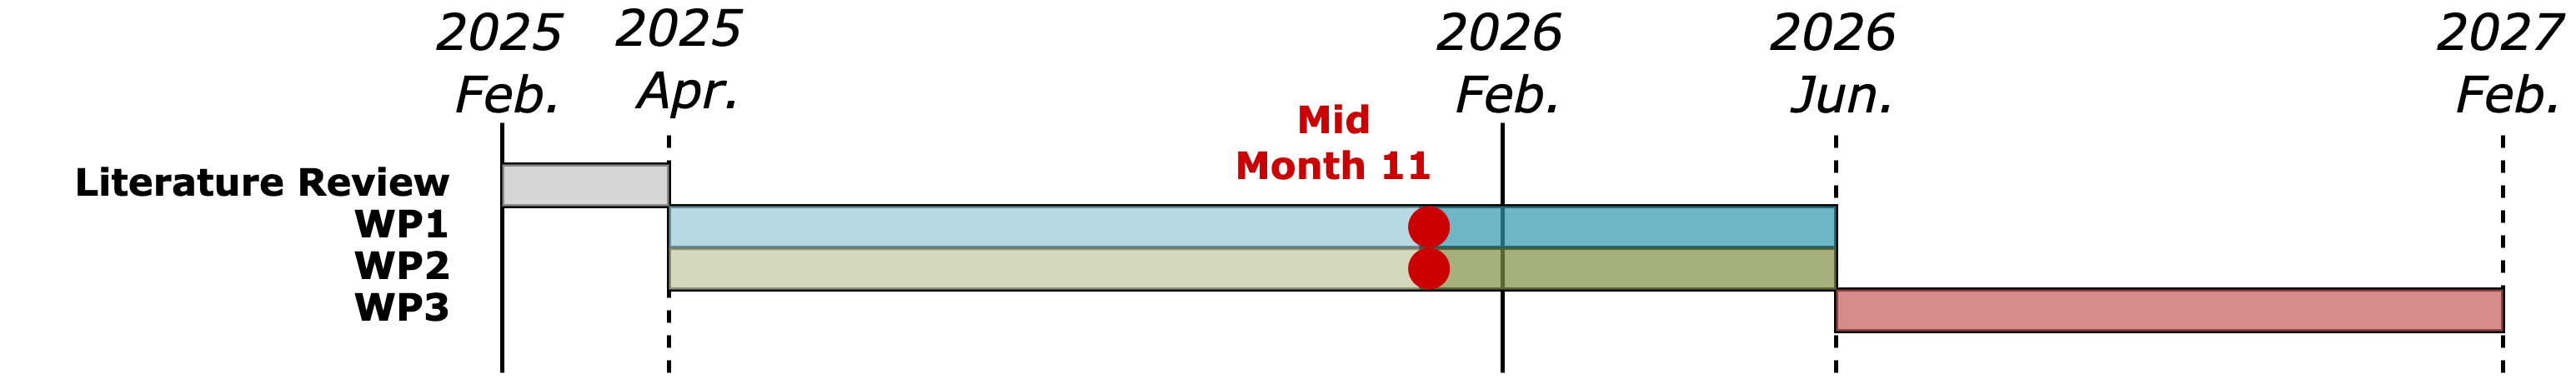 2025
Feb.
2025
Apr.
2026
Feb.
2026
Jun.
2027
Feb.
Mid
Month 11
Literature Review
WP1
WP2
WP3